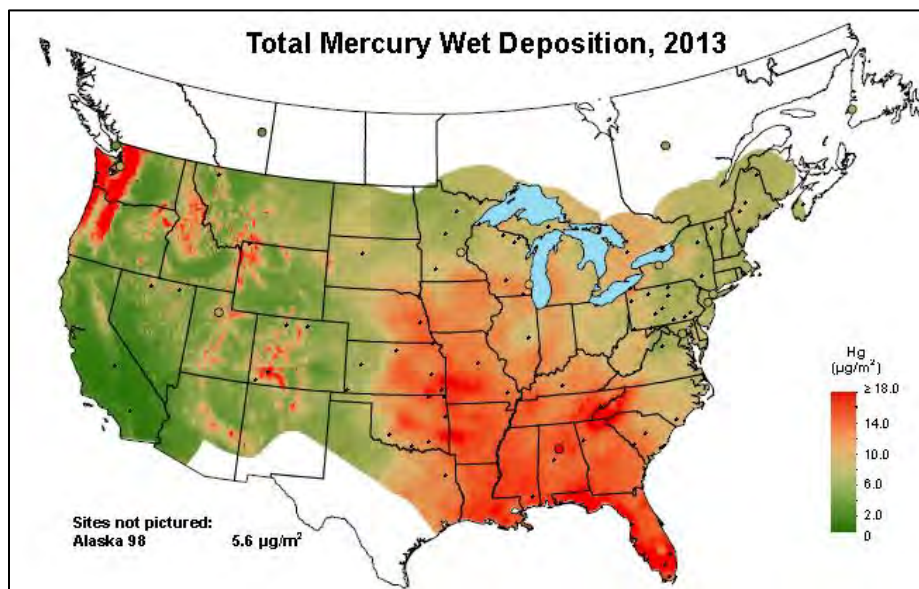 Total Mercury Wet Deposition, 2013
Hg
(μg/m²)
≥ 18.0
14.0
10.0
6.0
2.0
0
Sites not pictured:
Alaska 98 5.6 μg/m²